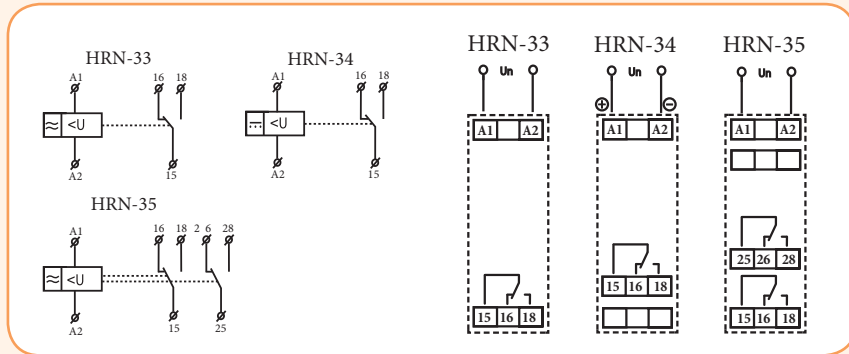 HRN-33
A1
16 18
≈ <U
A2
15
HRN-34
A1
16 18
<U
A2
15
HRN-35
A1
16 18 2 6 28
≈ <U
A2
15 25
HRN-33
Un
A1 A2
15 16 18
HRN-34
Un
+ −
A1 A2
15 16 18
HRN-35
Un
A1 A2
25 26 28
15 16 18